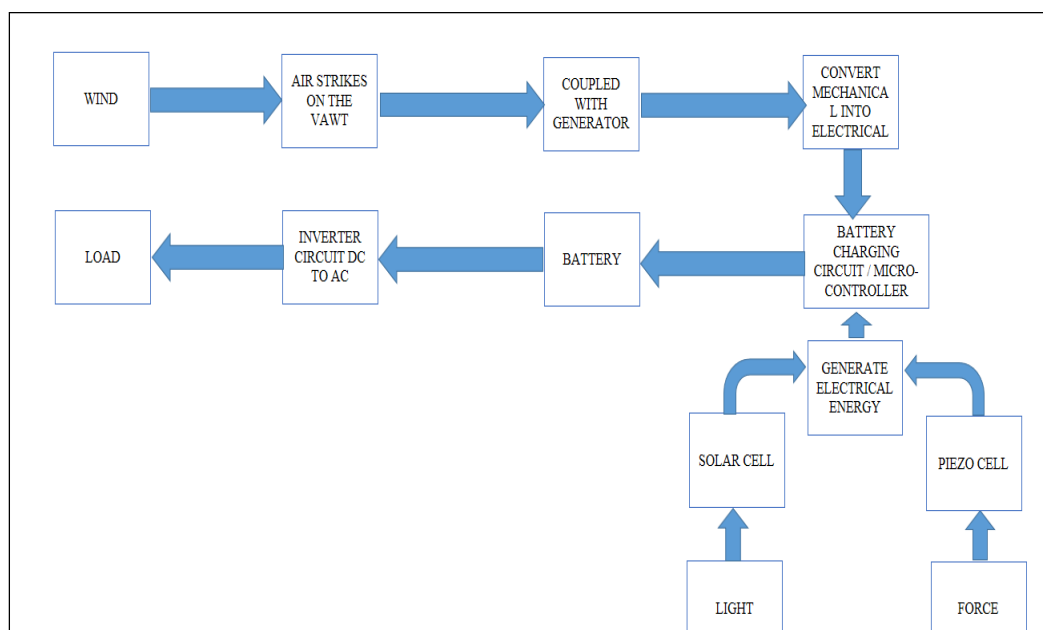 WIND
AIR STRIKES
ON THE
VAWT
COUPLED
WITH
GENERATOR
CONVERT
MECHANICA
L INTO
ELECTRICAL
LOAD
INVERTER
CIRCUIT DC
TO AC
BATTERY
BATTERY
CHARGING
CIRCUIT / MICRO-
CONTROLLER
GENERATE
ELECTRICAL
ENERGY
SOLAR CELL
PIEZO CELL
LIGHT
FORCE